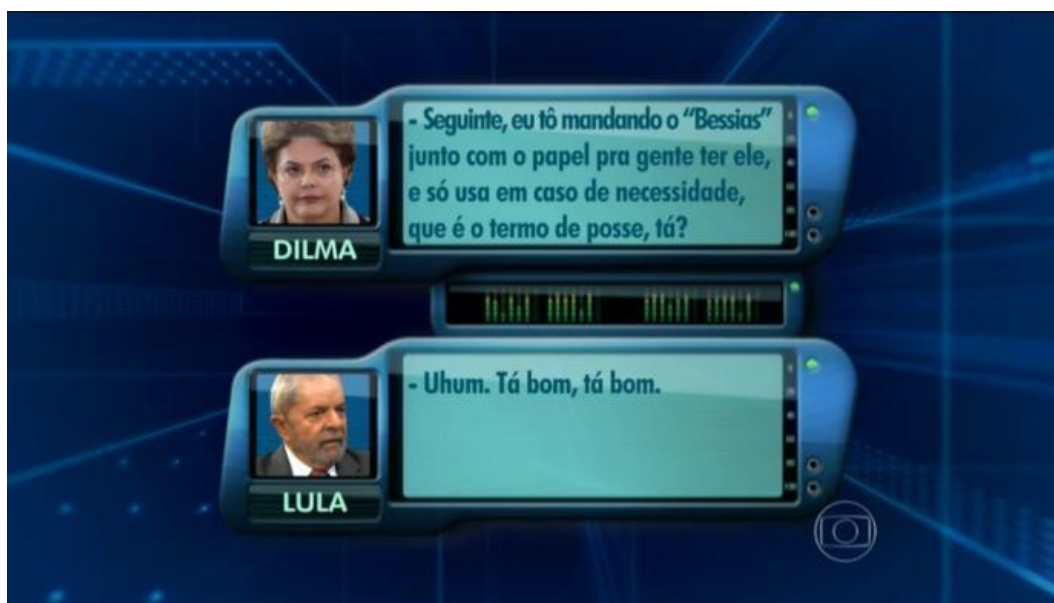 - Seguinte, eu tô mandando o “Bessias”
junto com o papel pra gente ter ele,
e só usa em caso de necessidade,
que é o termo de posse, tá?
DILMA
- Uhum. Tá bom, tá bom.
LULA